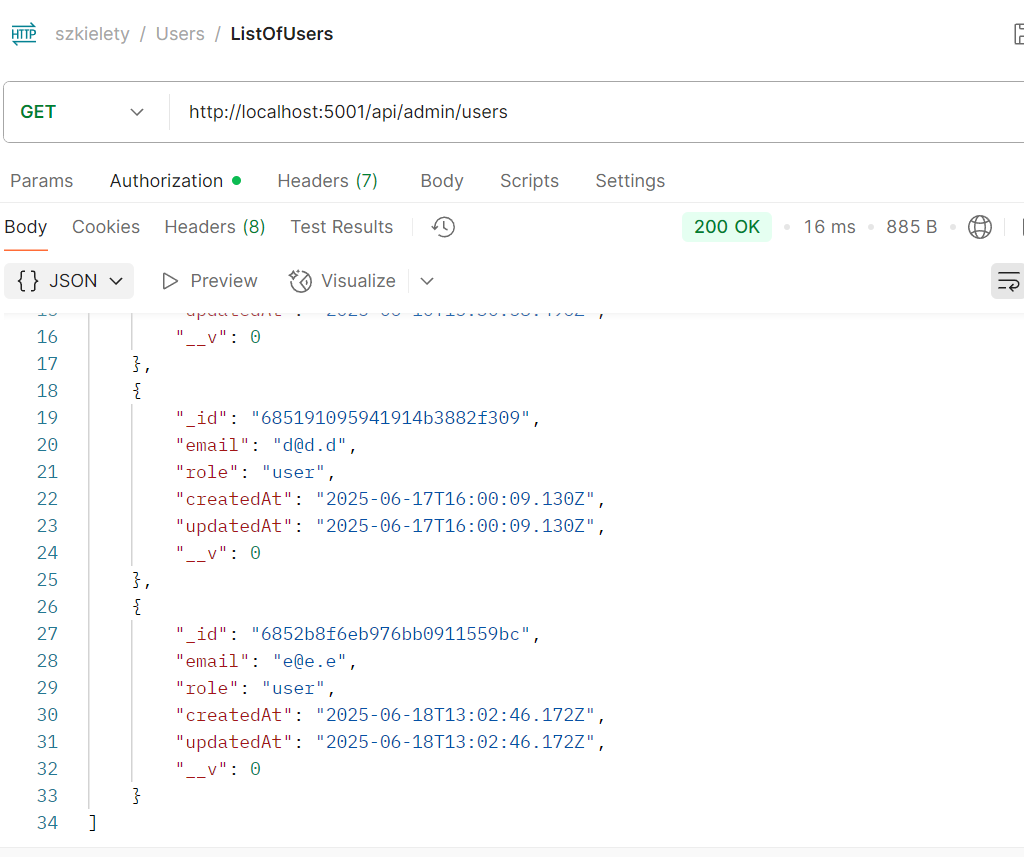 HTTP szkielety / Users / ListOfUsers
GET http://localhost:5001/api/admin/users
Params Authorization Headers (7) Body Scripts Settings
Body Cookies Headers (8) Test Results 200 OK 16 ms 885 B
{} JSON Preview Visualize
16 "__v": 0
17 },
18 {
19 "_id": "685191095941914b3882f309",
20 "email": "d@d.d",
21 "role": "user",
22 "createdAt": "2025-06-17T16:00:09.130Z",
23 "updatedAt": "2025-06-17T16:00:09.130Z",
24 "__v": 0
25 },
26 {
27 "_id": "6852b8f6eb976bb0911559bc",
28 "email": "e@e.e",
29 "role": "user",
30 "createdAt": "2025-06-18T13:02:46.172Z",
31 "updatedAt": "2025-06-18T13:02:46.172Z",
32 "__v": 0
33 }
34 ]